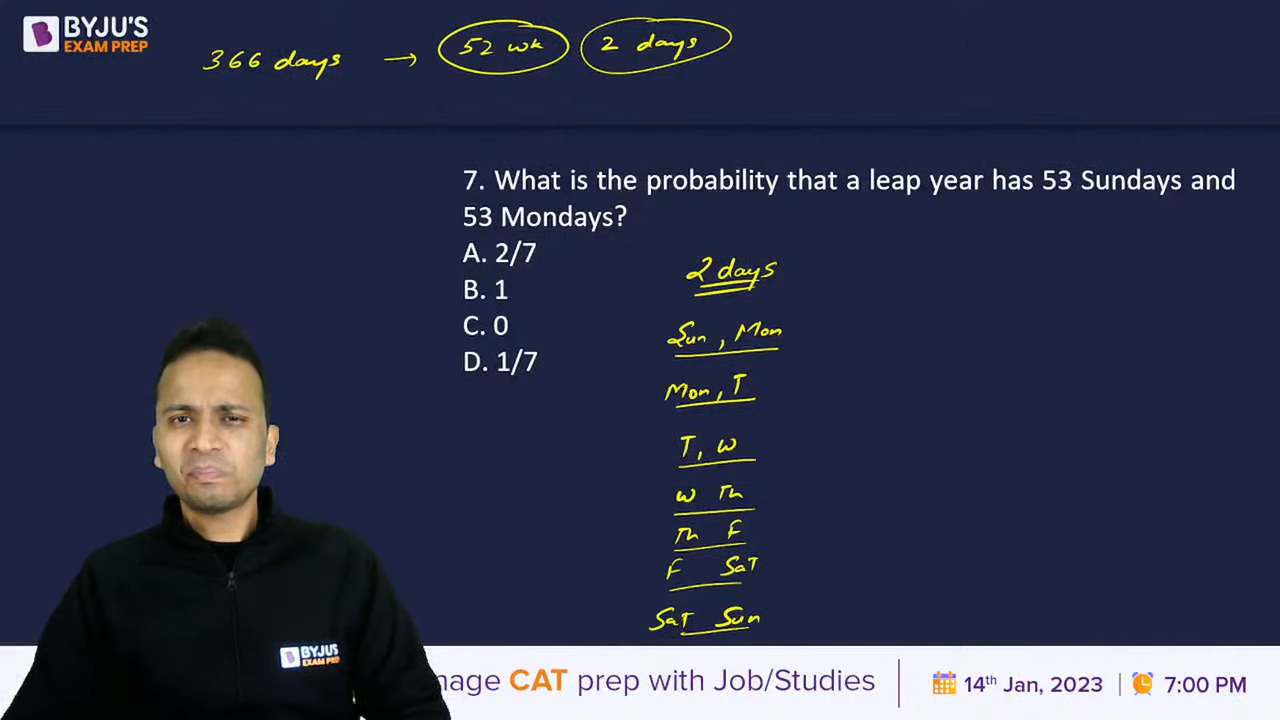 BYJU'S
EXAM PREP
366 days → 52 wk 2 days
7. What is the probability that a leap year has 53 Sundays and
53 Mondays?
A. 2/7
B. 1
C. 0
D. 1/7
2 days
Sun, Mon
Mon, T
T, W
W Th
Th F
F Sat
Sat Sun
BYJU'S
EXAM PREP
nage CAT prep with Job/Studies
14th Jan, 2023
7:00 PM